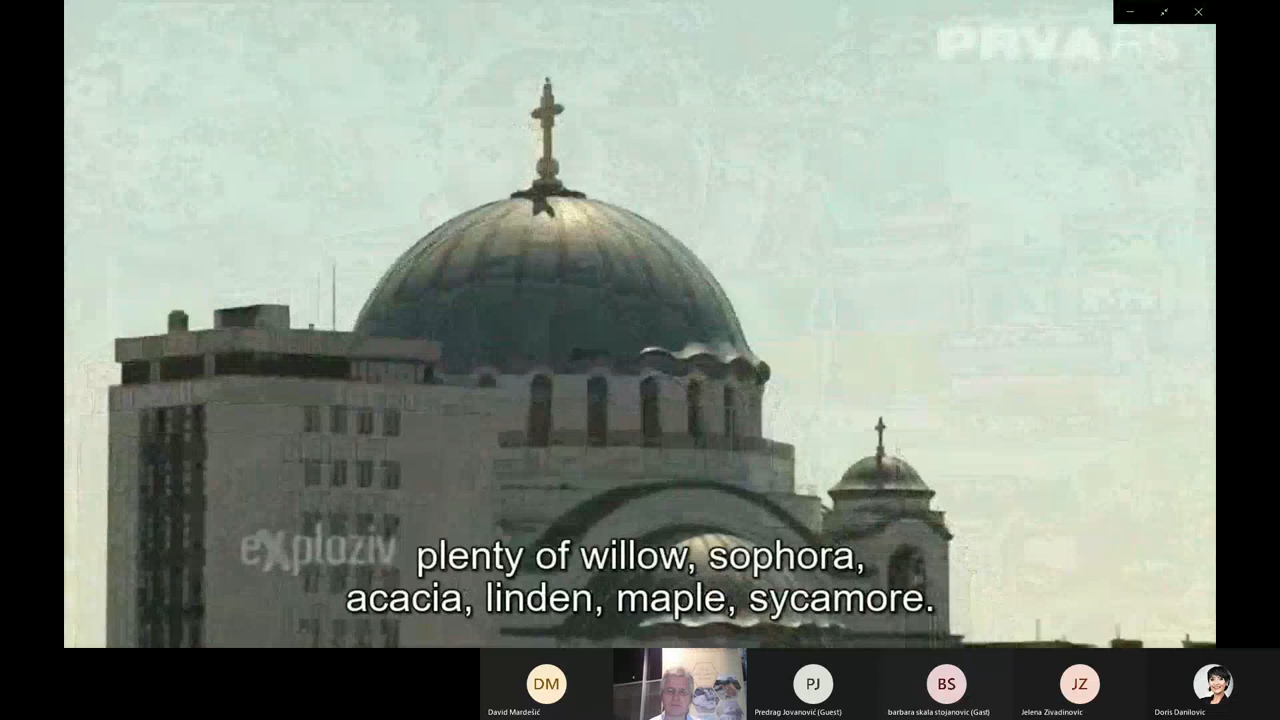 PRVA.RS
exploziv
plenty of willow, sophora,
acacia, linden, maple, sycamore.
DM
PJ
BS
JZ
David Mardešić
Predrag Jovanović (Guest)
barbara skala stojanovic (Gast)
Jelena Zivadinovic
Doris Danilovic